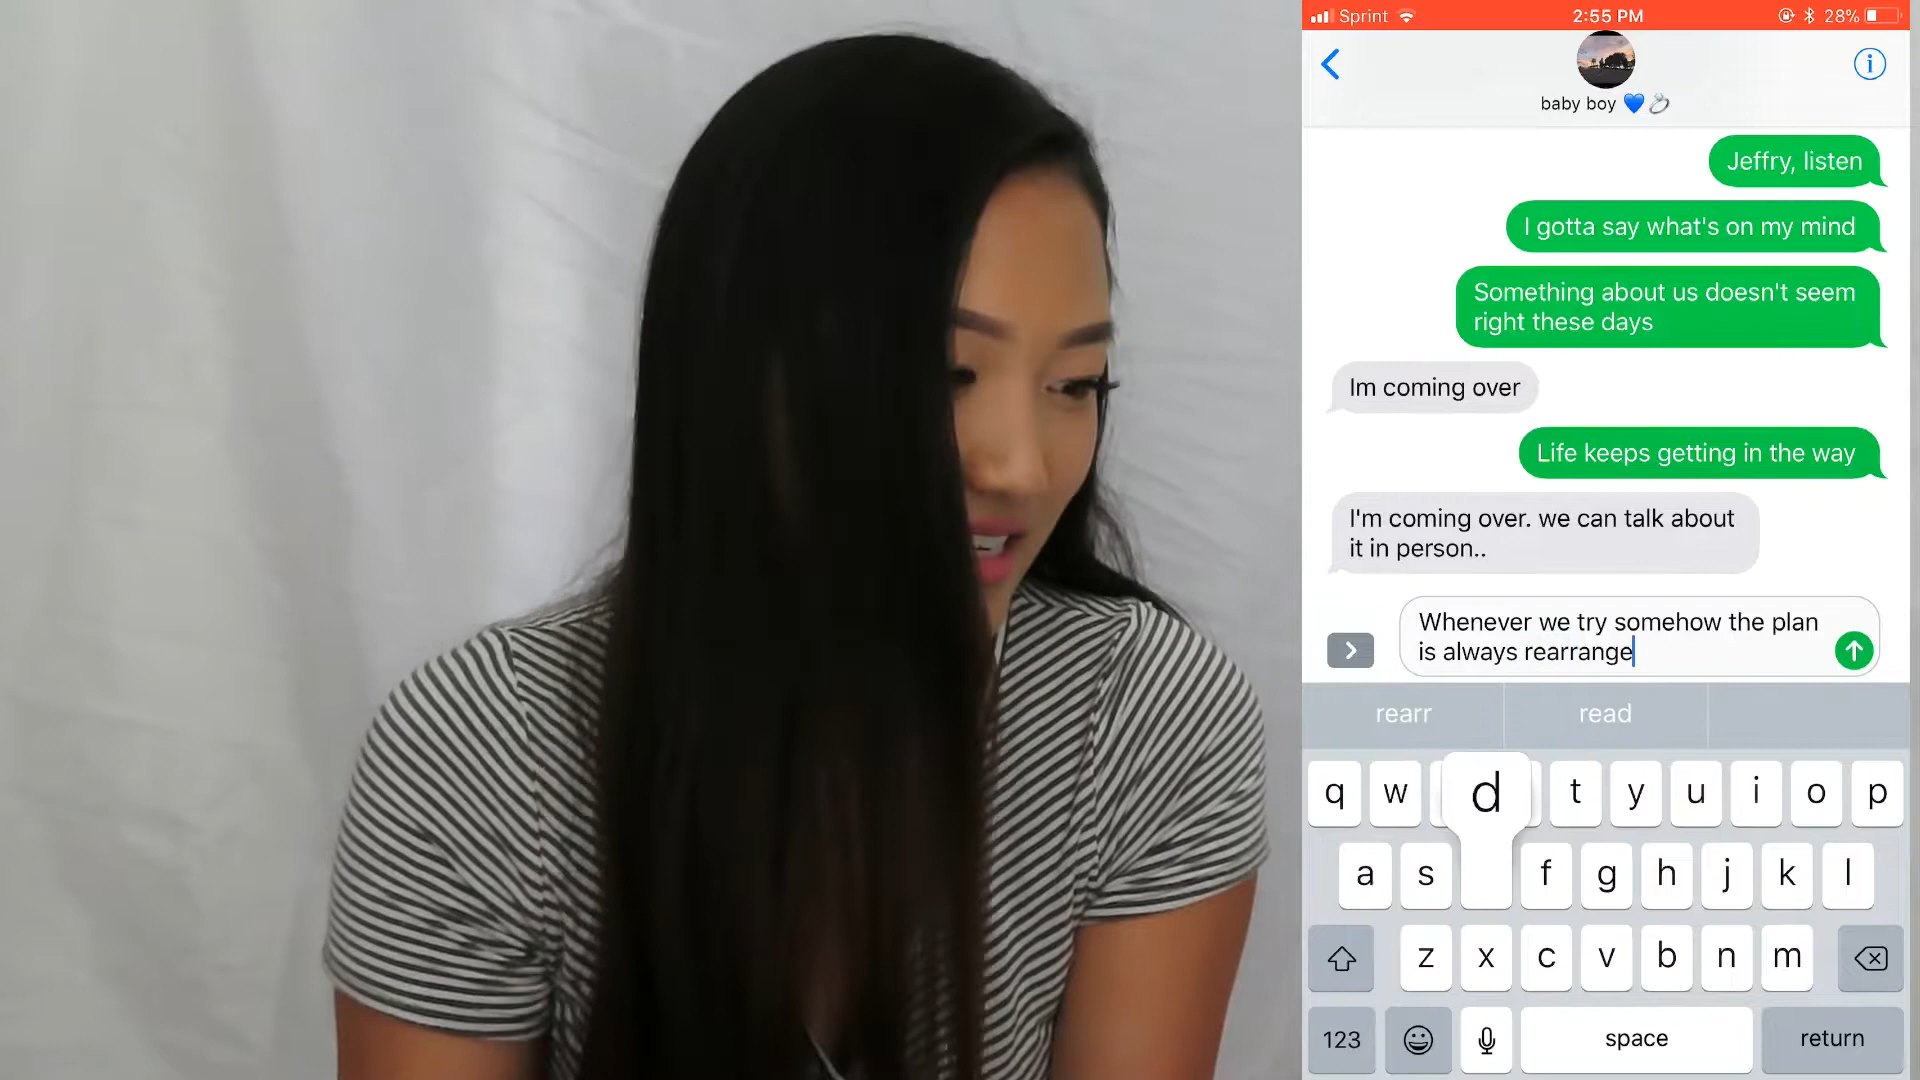 Sprint 2:55 PM 28%
baby boy 💙💍
Jeffry, listen
I gotta say what's on my mind
Something about us doesn't seem
right these days
Im coming over
Life keeps getting in the way
I'm coming over. we can talk about
it in person..
Whenever we try somehow the plan
is always rearrange
rearr read
q w d t y u i o p
a s f g h j k l
z x c v b n m
123 space return